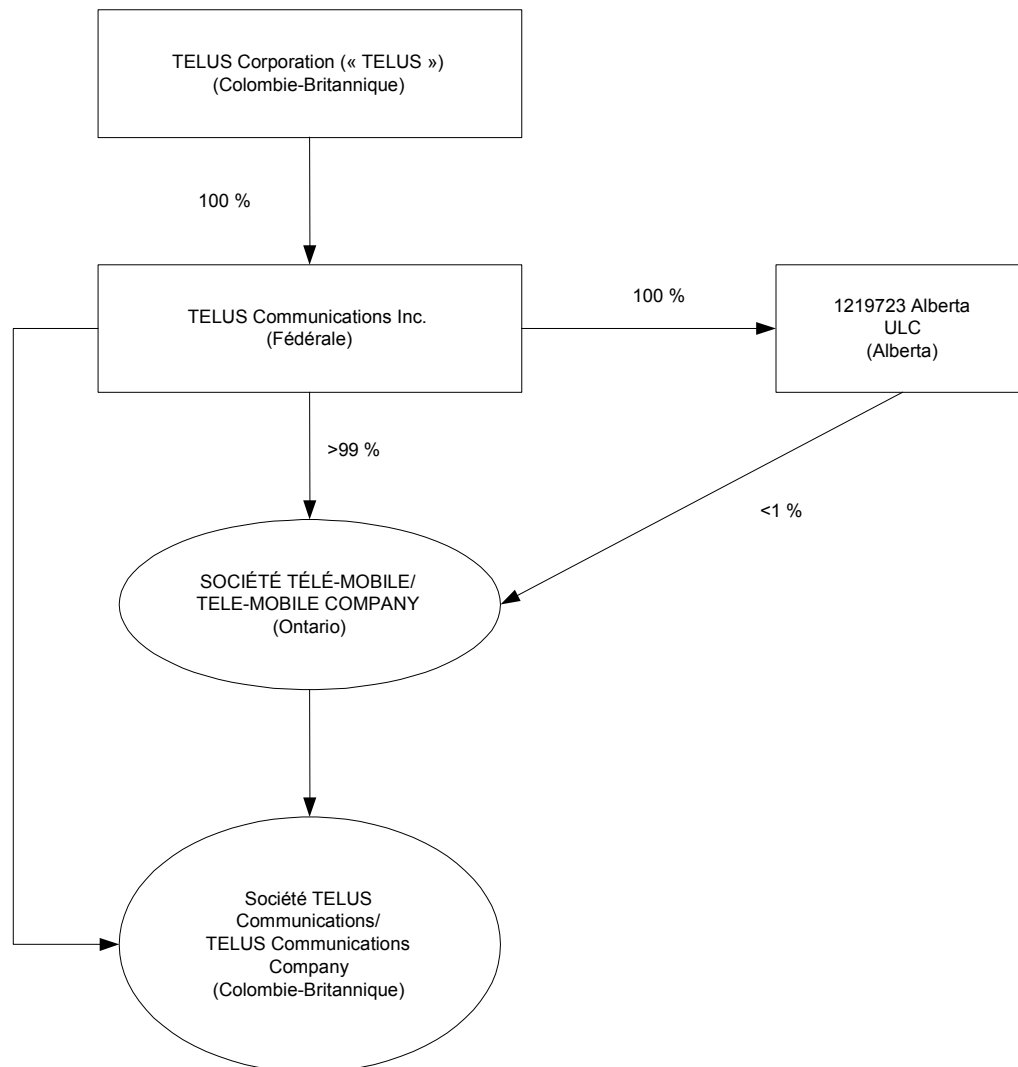 TELUS Corporation (« TELUS »)
(Colombie-Britannique)
100 %
TELUS Communications Inc.
(Fédérale)
100 %
1219723 Alberta
ULC
(Alberta)
>99 %
<1 %
SOCIÉTÉ TÉLÉ-MOBILE/
TELE-MOBILE COMPANY
(Ontario)
Société TELUS
Communications/
TELUS Communications
Company
(Colombie-Britannique)